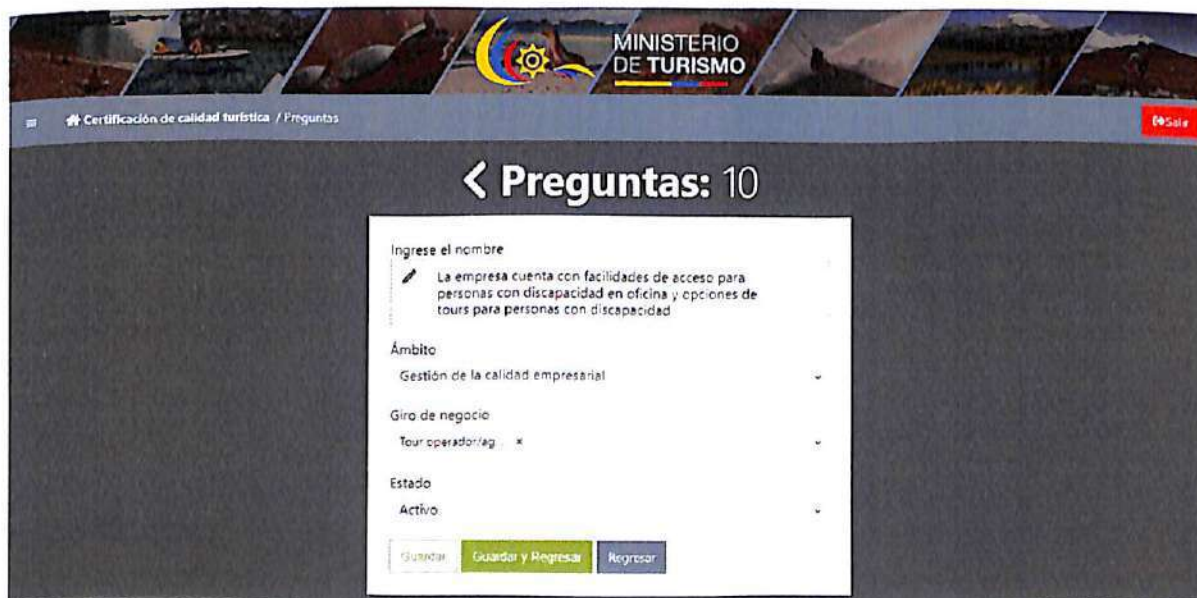 MINISTERIO
DE TURISMO
Certificación de calidad turística / Preguntas
Salir
Preguntas: 10
Ingrese el nombre
La empresa cuenta con facilidades de acceso para
personas con discapacidad en oficina y opciones de
tours para personas con discapacidad
Ámbito
Gestión de la calidad empresarial
Giro de negocio
Tour operador/ag...
Estado
Activo
Guardar
Guardar y Regresar
Regresar